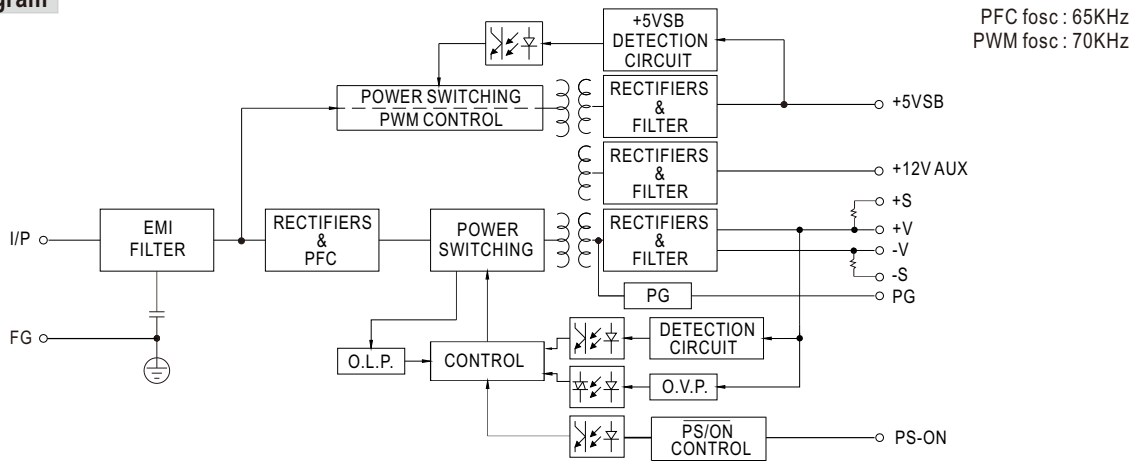 gram
PFC fosc : 65KHz
PWM fosc : 70KHz
+5VSB
DETECTION
CIRCUIT
POWER SWITCHING
PWM CONTROL
RECTIFIERS
&
FILTER
+5VSB
RECTIFIERS
&
FILTER
+12V AUX
I/P
EMI
FILTER
RECTIFIERS
&
PFC
POWER
SWITCHING
RECTIFIERS
&
FILTER
+S
+V
-V
-S
PG
PG
FG
O.L.P.
CONTROL
DETECTION
CIRCUIT
O.V.P.
PS/ON
CONTROL
PS-ON